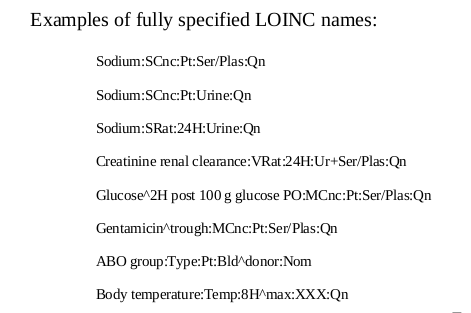 Examples of fully specified LOINC names:
Sodium:SCnc:Pt:Ser/Plas:Qn
Sodium:SCnc:Pt:Urine:Qn
Sodium:SRat:24H:Urine:Qn
Creatinine renal clearance:VRat:24H:Ur+Ser/Plas:Qn
Glucose^2H post 100 g glucose PO:MCnc:Pt:Ser/Plas:Qn
Gentamicin^trough:MCnc:Pt:Ser/Plas:Qn
ABO group:Type:Pt:Bld^donor:Nom
Body temperature:Temp:8H^max:XXX:Qn